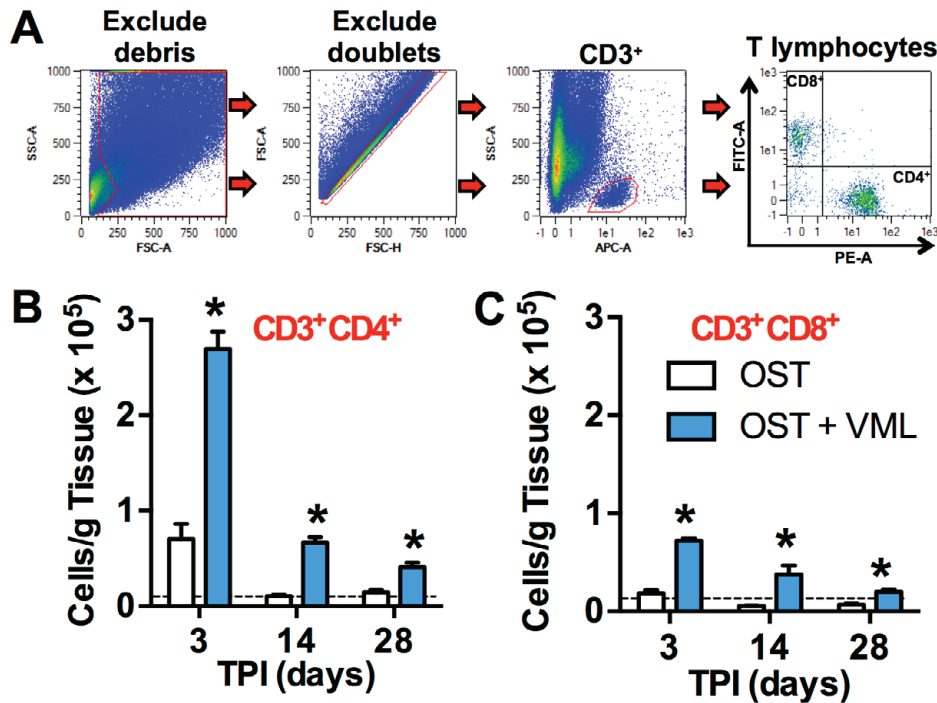 A
Exclude debris
Exclude doublets
CD3⁺
T lymphocytes
SSC-A
1000
750
500
250
0
0 250 500 750 1000
FSC-A
FSC-A
1000
750
500
250
0
0 250 500 750 1000
FSC-H
SSC-A
1000
750
500
250
0
-1 0 1 1e1 1e2 1e3
APC-A
FITC-A
1e3
1e2
1e1
1
0
-1
CD8⁺
CD4⁺
-1 0 1 1e1 1e2 1e3
PE-A
B
CD3⁺CD4⁺
Cells/g Tissue (x 10⁵)
3
2
1
0
*
*
*
3 14 28
TPI (days)
C
CD3⁺CD8⁺
OST
OST + VML
Cells/g Tissue (x 10⁵)
3
2
1
0
*
*
*
3 14 28
TPI (days)